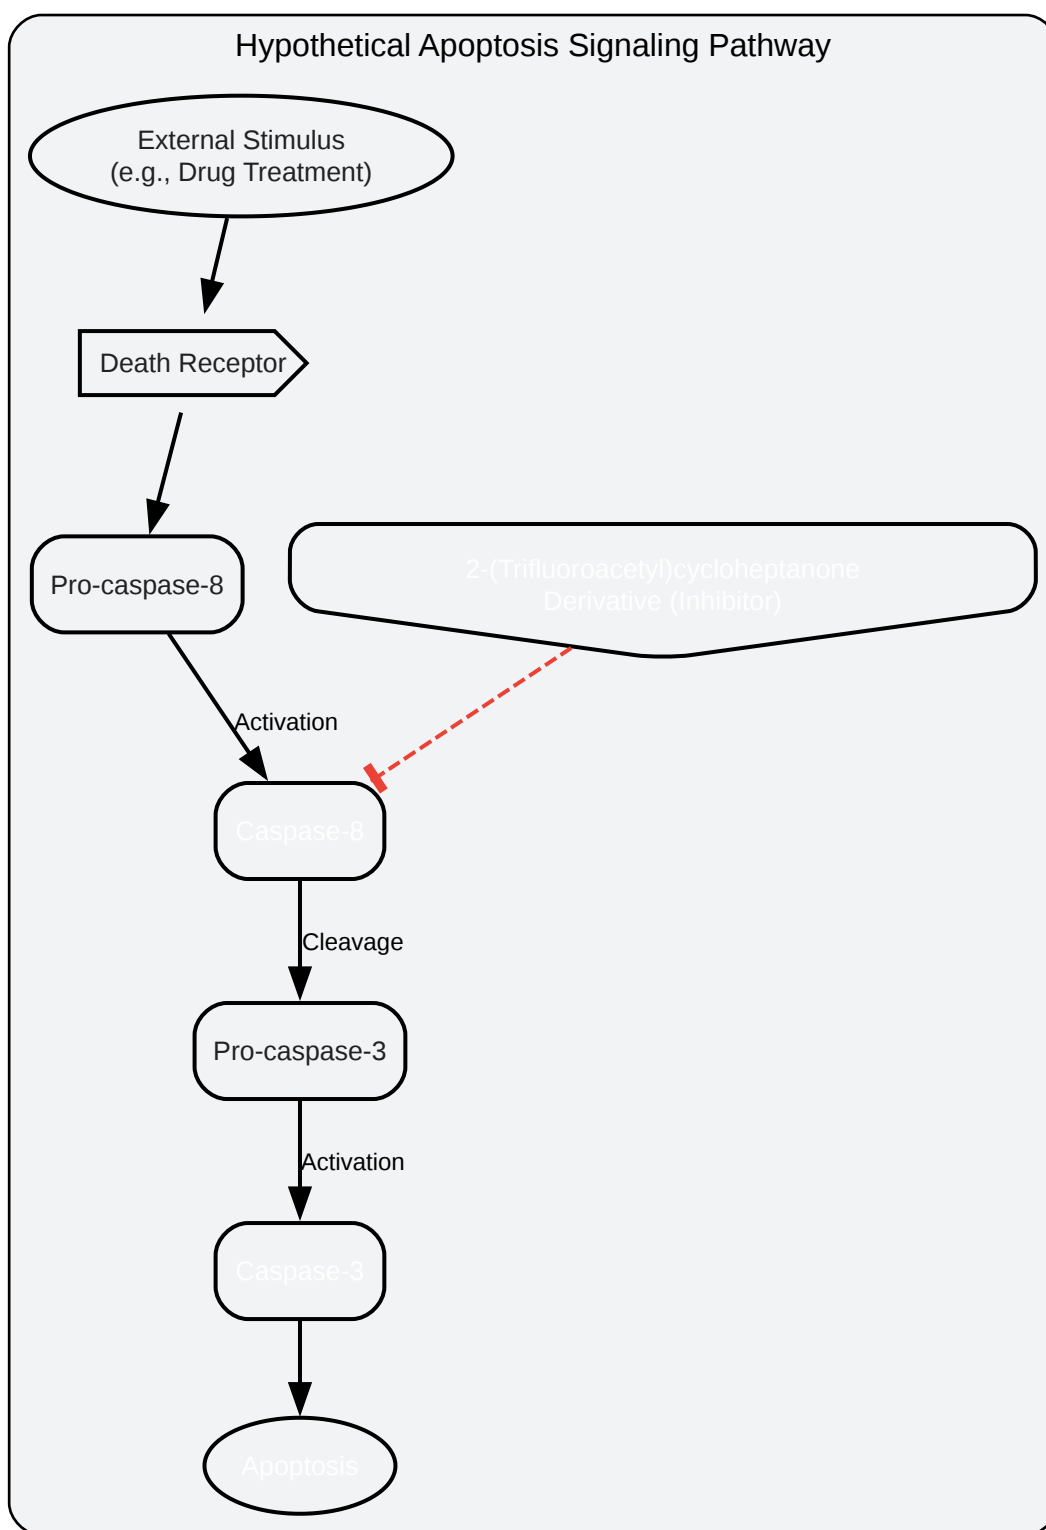 Hypothetical Apoptosis Signaling Pathway
External Stimulus
(e.g., Drug Treatment)
Death Receptor
Pro-caspase-8
2-(Trifluoroacetyl)cycloheptanone
Derivative (Inhibitor)
Activation
Caspase-8
Cleavage
Pro-caspase-3
Activation
Caspase-3
Apoptosis